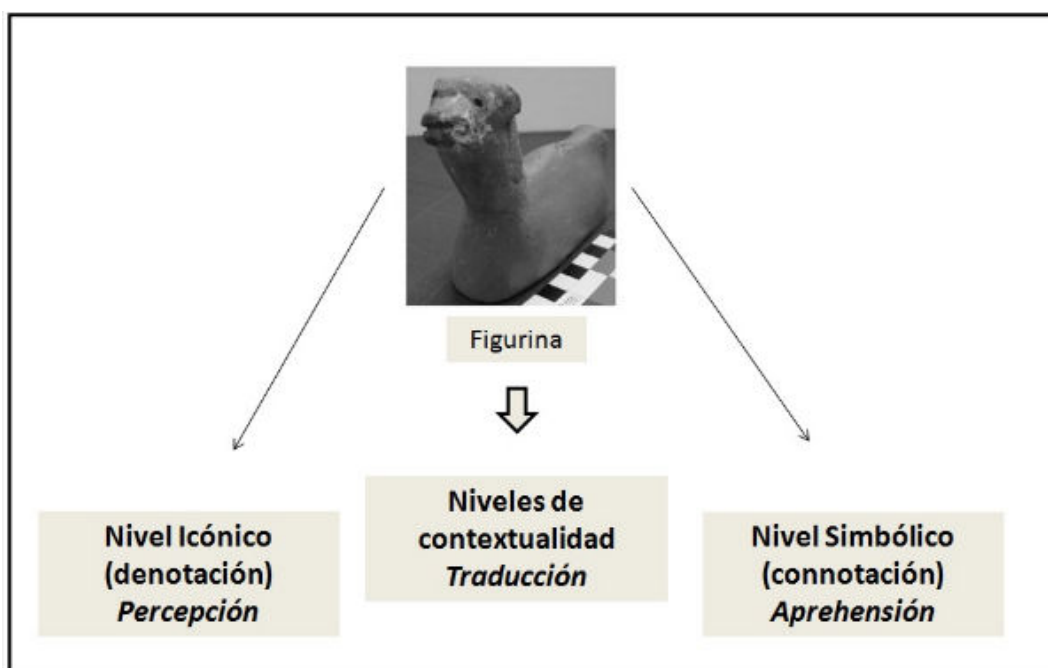 Figurina
Niveles de
contextualidad
Traducción
Nivel Icónico
(denotación)
Percepción
Nivel Simbólico
(connotación)
Aprehensión